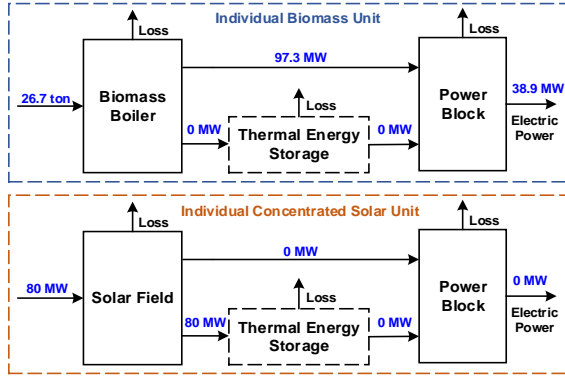 Individual Biomass Unit
Loss
Loss
97.3 MW
26.7 ton
Biomass
Boiler
Loss
Power
Block
38.9 MW
Electric
Power
0 MW
Thermal Energy
Storage
0 MW
Individual Concentrated Solar Unit
Loss
Loss
0 MW
80 MW
Solar Field
Loss
Power
Block
0 MW
Electric
Power
80 MW
Thermal Energy
Storage
0 MW